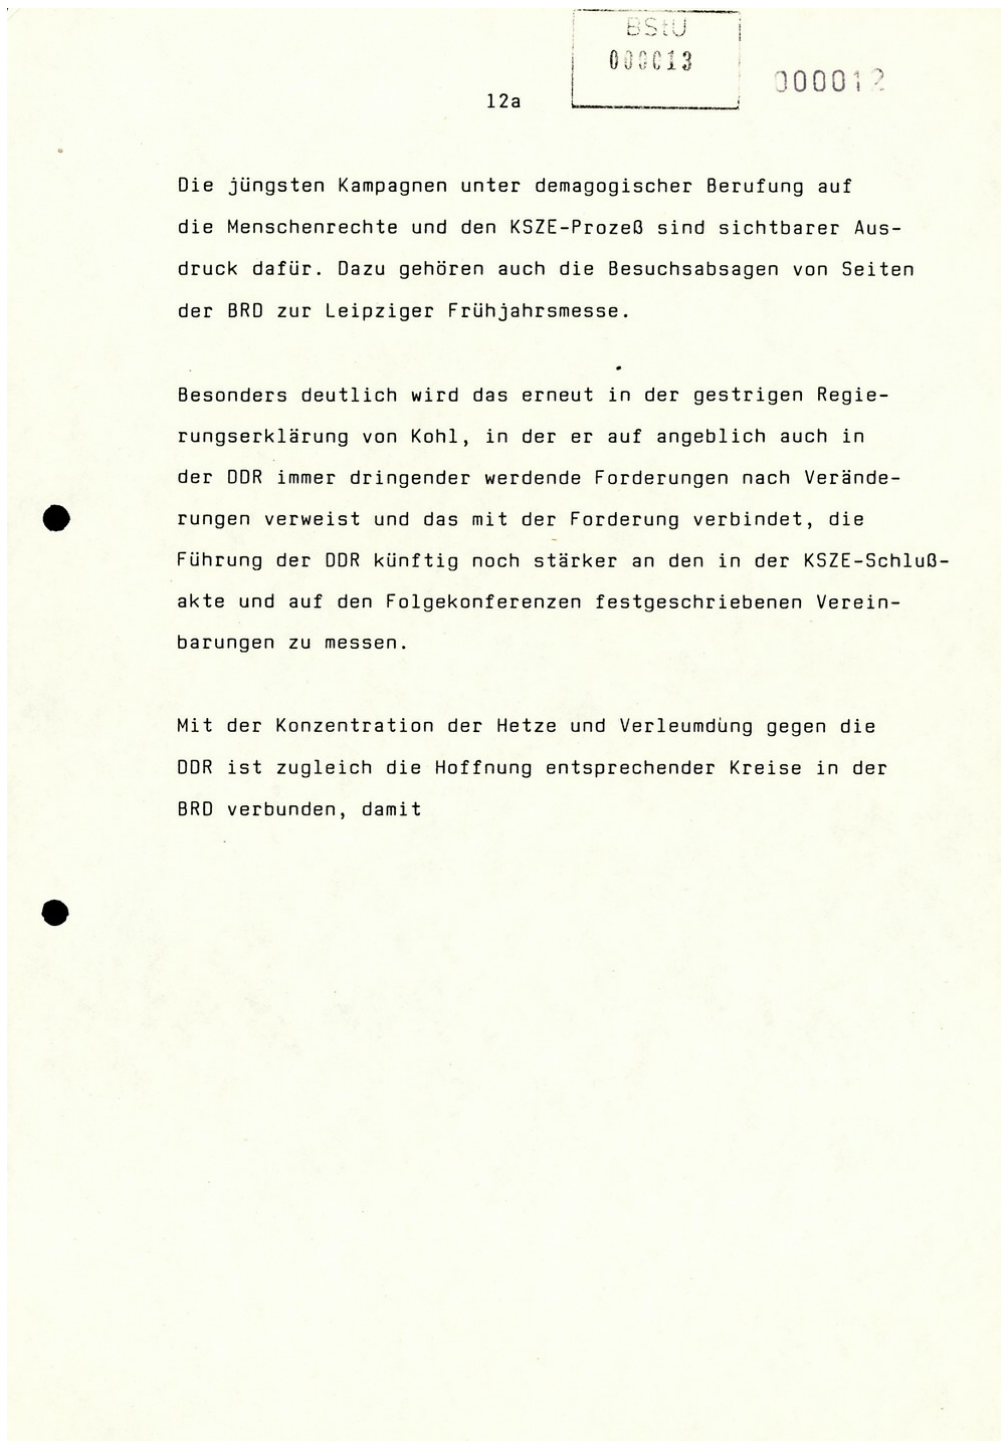 BStU
000013
000012
12a
Die jüngsten Kampagnen unter demagogischer Berufung auf
die Menschenrechte und den KSZE-Prozeß sind sichtbarer Aus-
druck dafür. Dazu gehören auch die Besuchsabsagen von Seiten
der BRD zur Leipziger Frühjahrsmesse.
Besonders deutlich wird das erneut in der gestrigen Regie-
rungserklärung von Kohl, in der er auf angeblich auch in
der DDR immer dringender werdende Forderungen nach Verände-
rungen verweist und das mit der Forderung verbindet, die
Führung der DDR künftig noch stärker an den in der KSZE-Schluß-
akte und auf den Folgekonferenzen festgeschriebenen Verein-
barungen zu messen.
Mit der Konzentration der Hetze und Verleumdung gegen die
DDR ist zugleich die Hoffnung entsprechender Kreise in der
BRD verbunden, damit